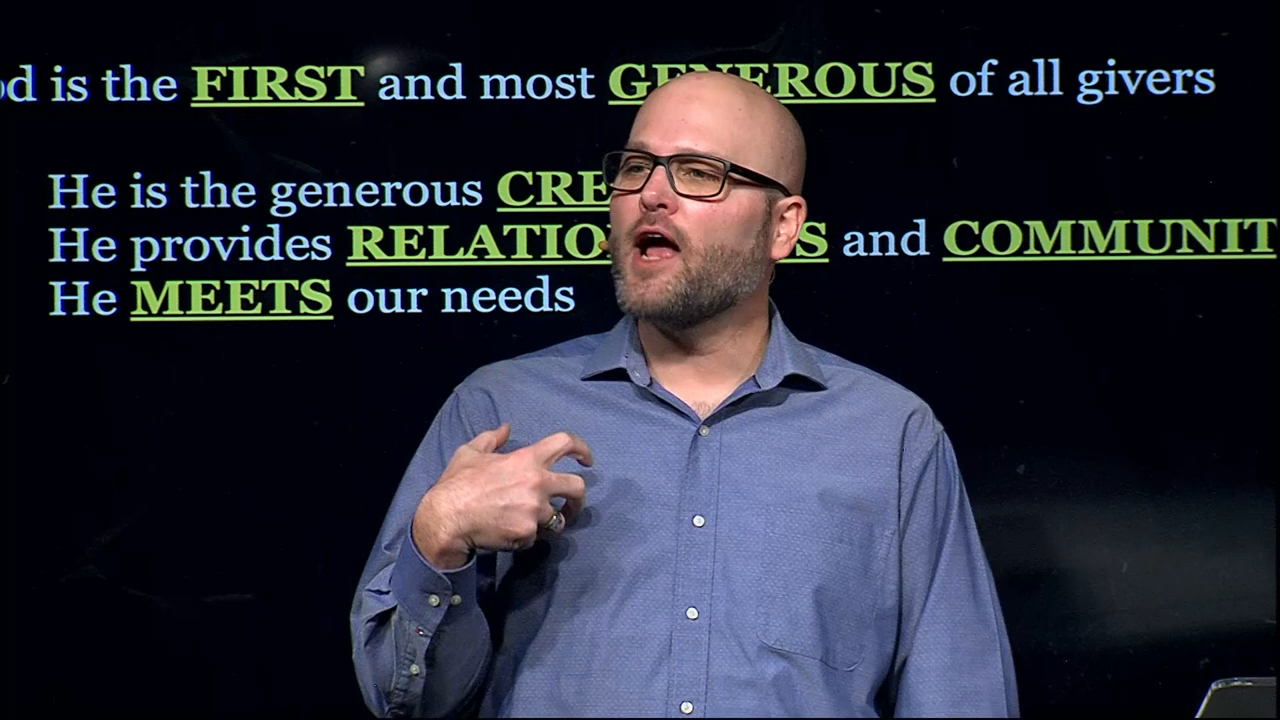 od is the FIRST and most GENEROUS of all givers
He is the generous CRE
He provides RELATIO S and COMMUNIT
He MEETS our needs